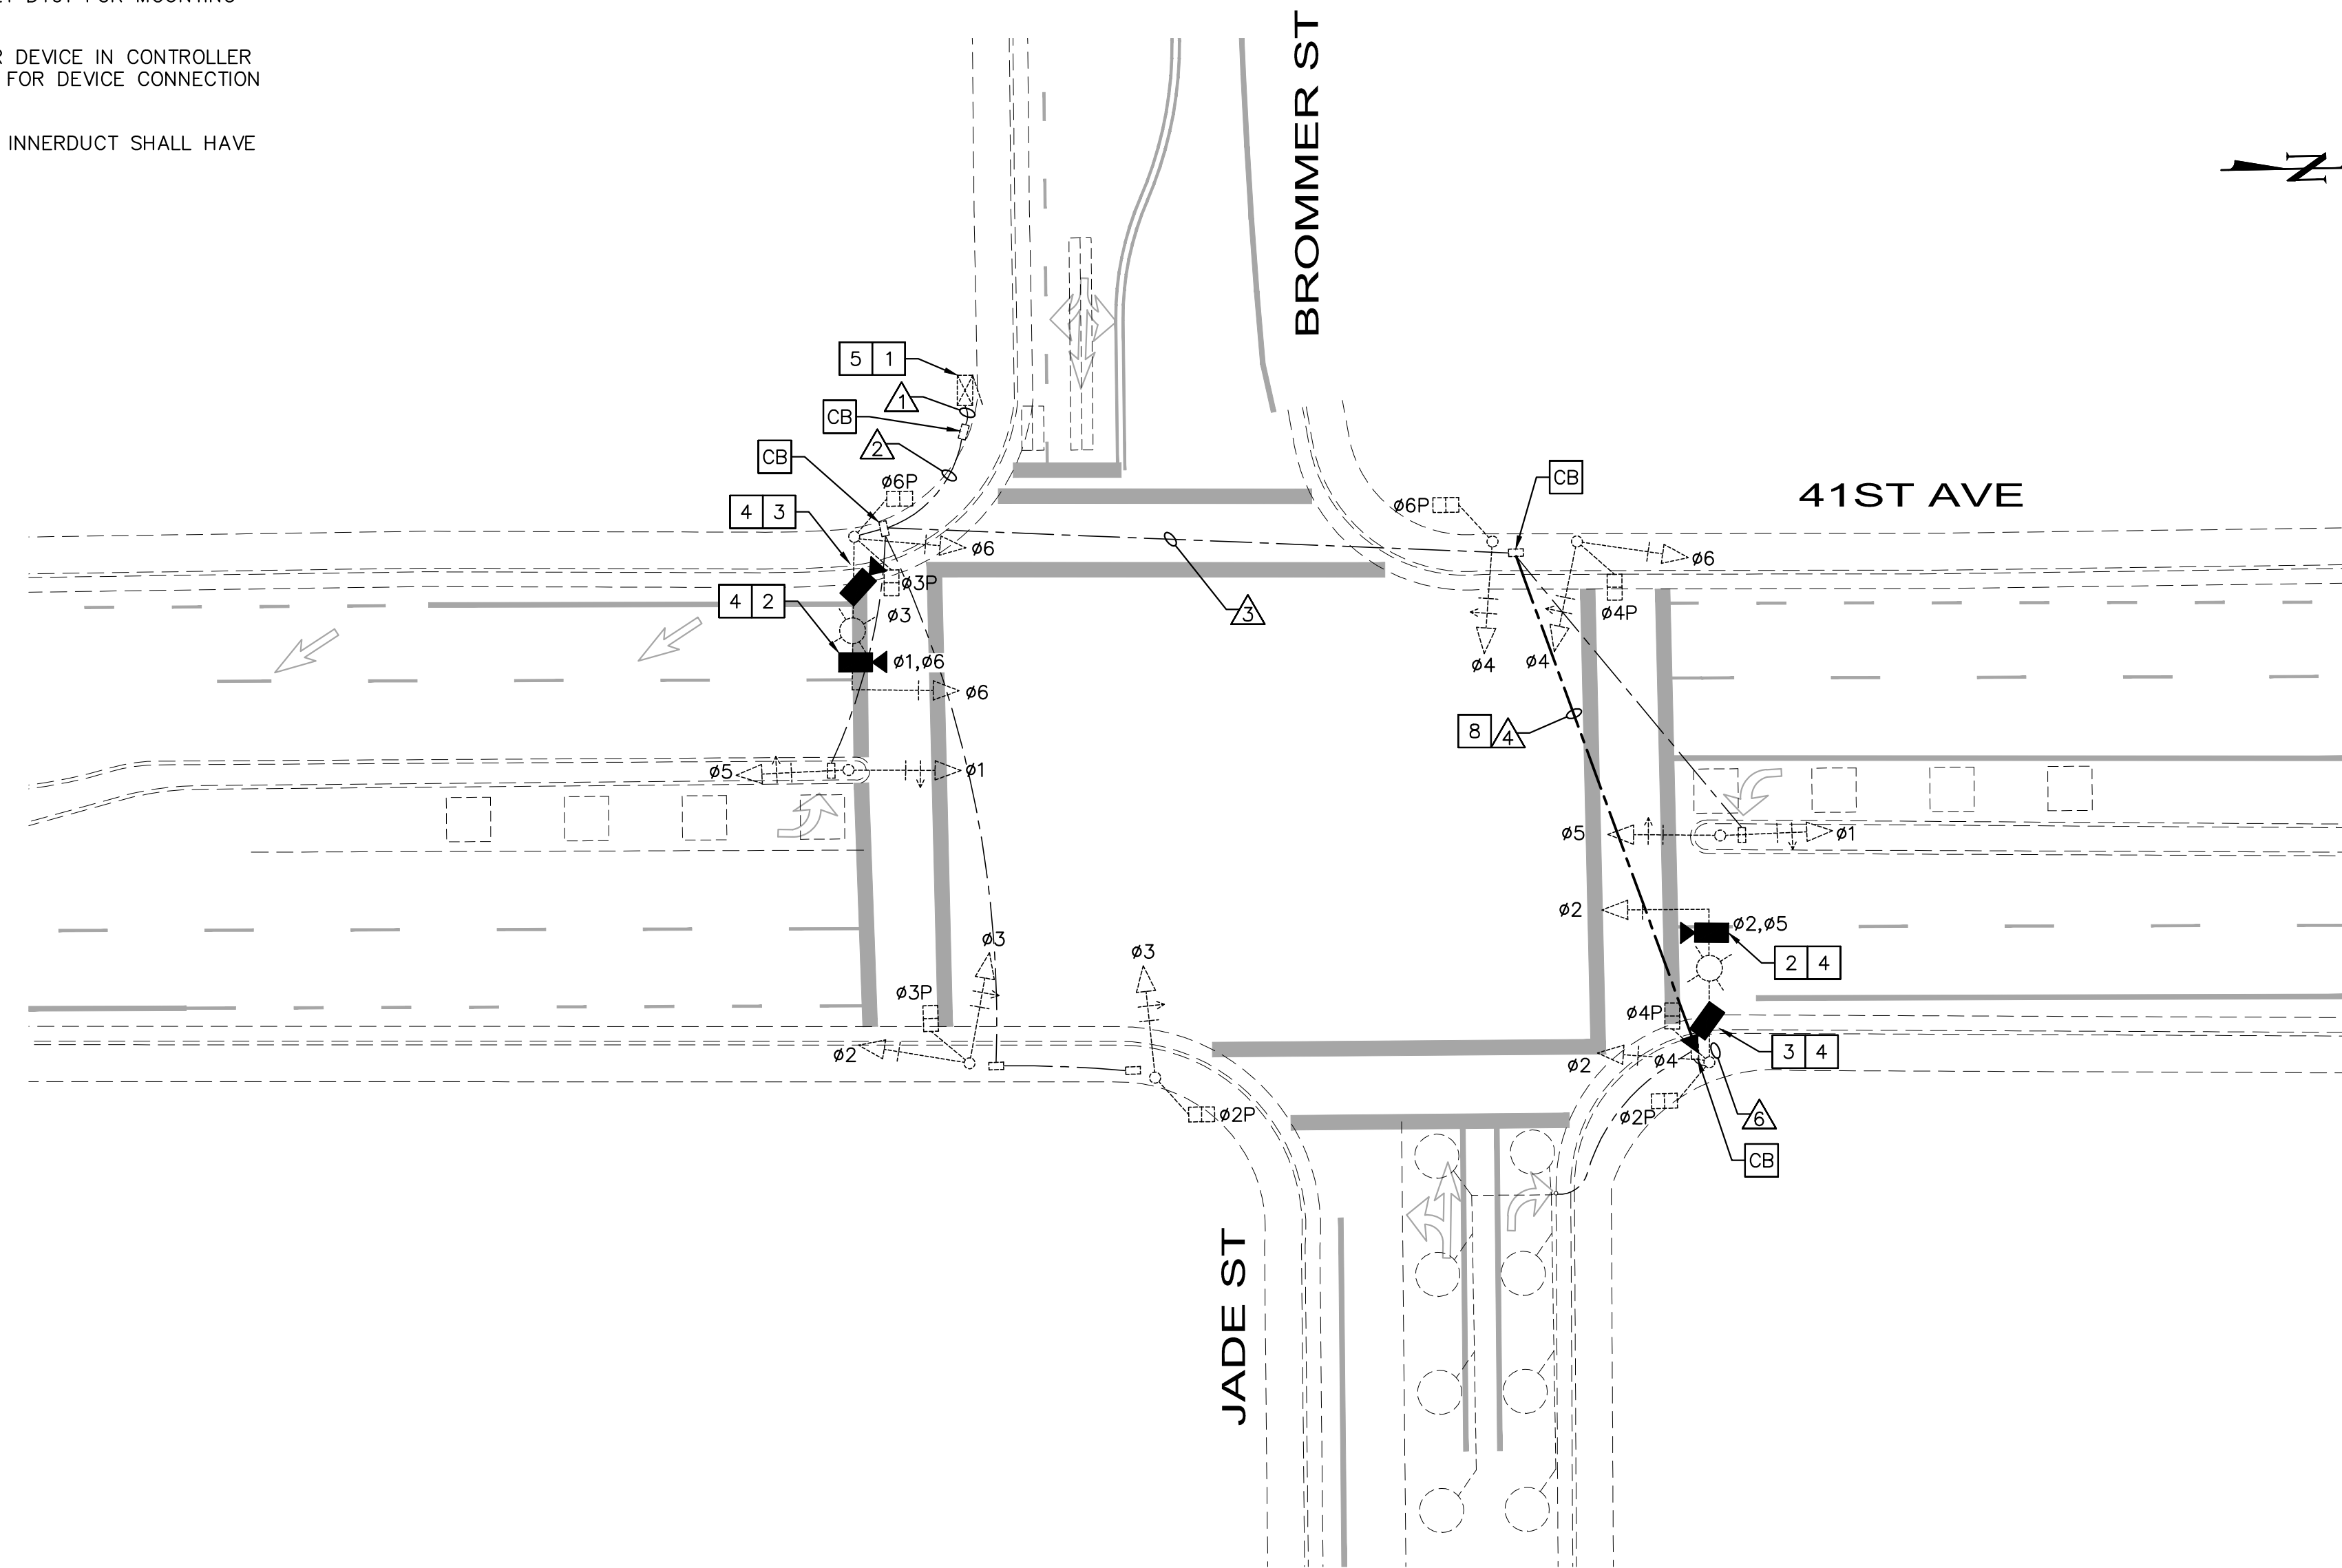 R DEVICE IN CONTROLLER
FOR DEVICE CONNECTION
INNERDUCT SHALL HAVE
BROMMER ST
N
5 1
1
CB
2
CB
ø6P
4 3
ø6
ø3P
4 2
ø3
ø1,ø6
ø6
ø5
ø1
3
CB
41ST AVE
ø6P
ø6
ø4P
ø4
ø4
8 4
ø5
ø1
ø2
ø2,ø5
2 4
ø3
ø3
ø3P
ø2
ø2P
ø4P
ø2
ø4
3 4
ø2P
6
CB
JADE ST